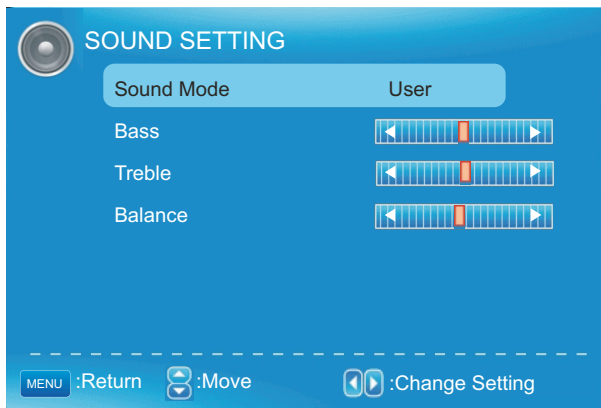 SOUND SETTING
Sound Mode User
Bass
Treble
Balance
MENU :Return :Move :Change Setting